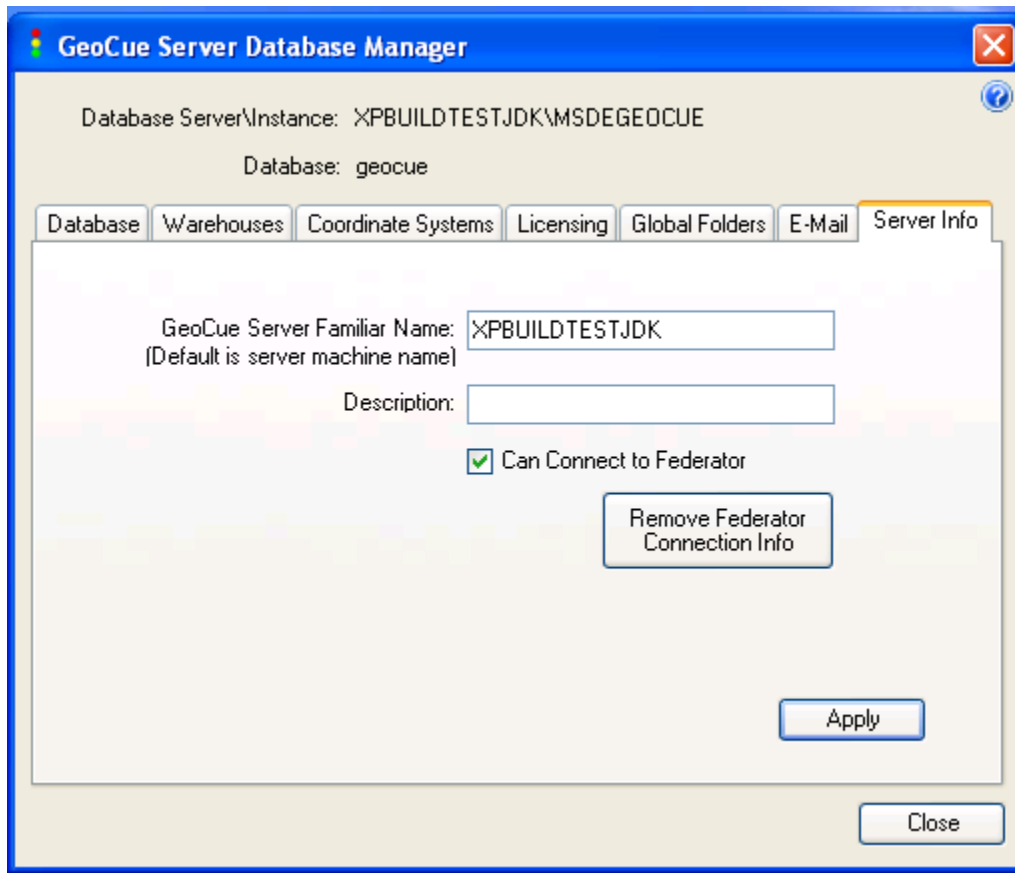 GeoCue Server Database Manager
Database Server\Instance: XPBUILDTESTJDK\MSDEGEOCUE
Database: geocue
Database Warehouses Coordinate Systems Licensing Global Folders E-Mail Server Info
GeoCue Server Familiar Name: XPBUILDTESTJDK
(Default is server machine name)
Description:
Can Connect to Federator
Remove Federator
Connection Info
Apply
Close